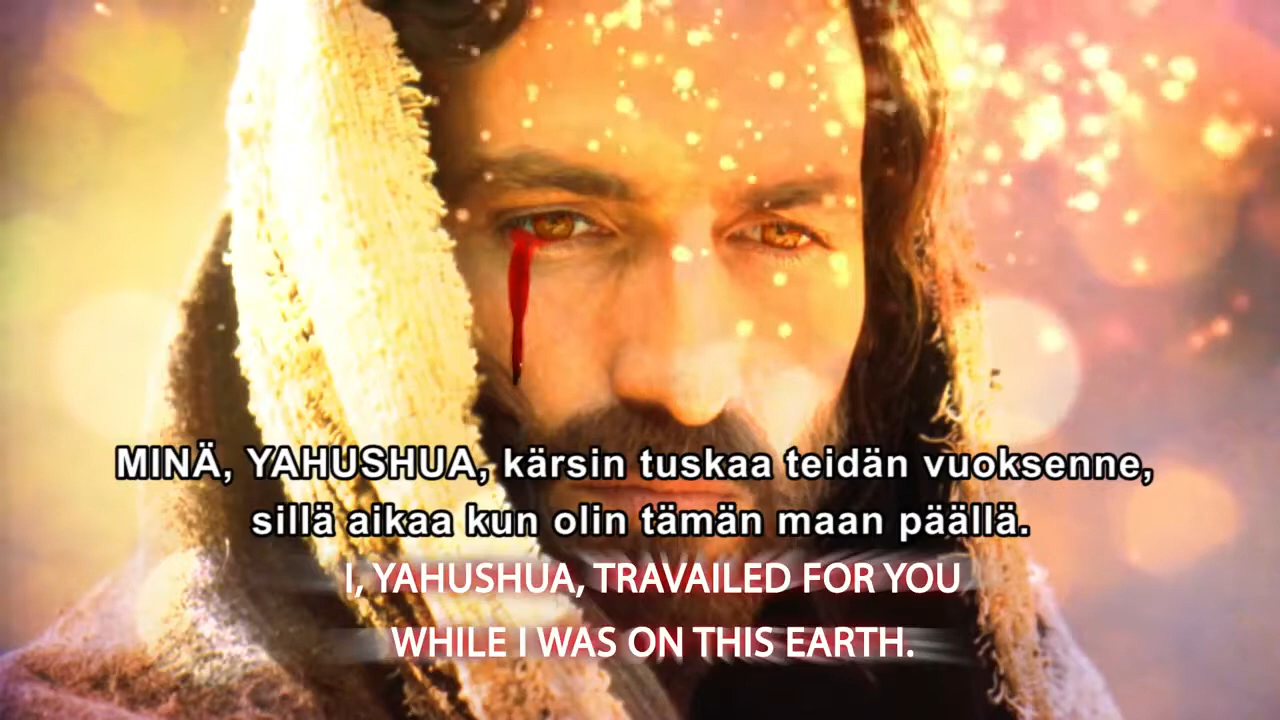 MINÄ, YAHUSHUA, kärsin tuskaa teidän vuoksenne,
sillä aikaa kun olin tämän maan päällä.
I, YAHUSHUA, TRAVAILED FOR YOU
WHILE I WAS ON THIS EARTH.